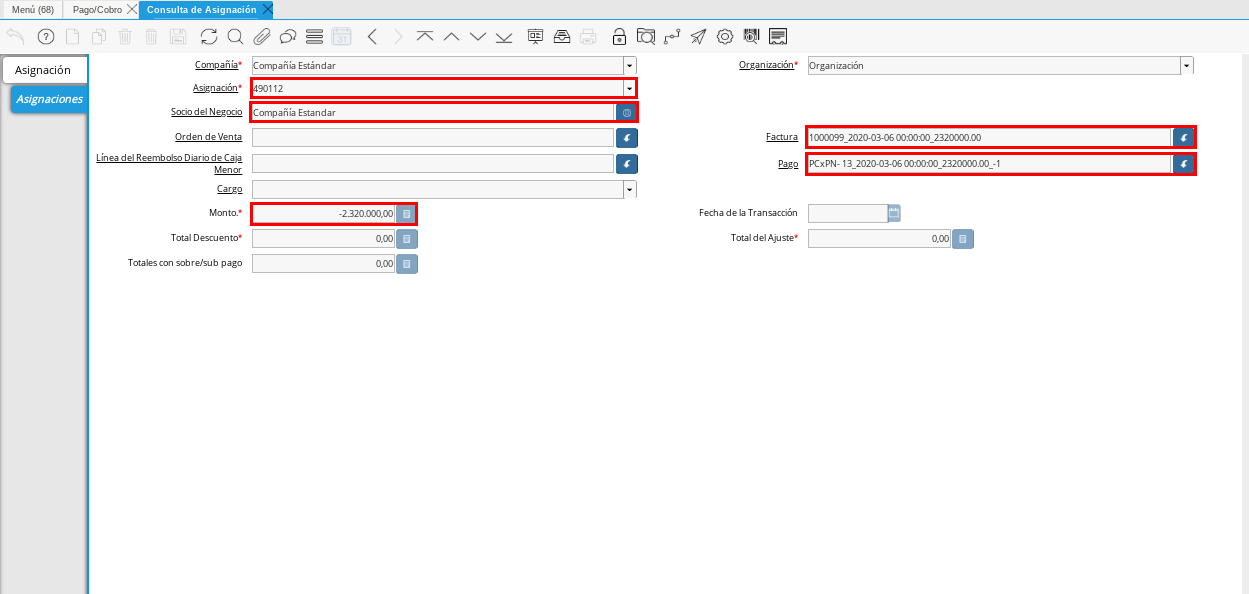 Menú (68) Pago/Cobro Consulta de Asignación
Asignación
Asignaciones
Compañía* Compañía Estándar Organización* Organización
Asignación* 490112
Socio del Negocio Compañía Estandar
Orden de Venta Factura 1000099_2020-03-06 00:00:00_2320000.00
Línea del Reembolso Diario de Caja
Menor Pago PCxPN- 13_2020-03-06 00:00:00_2320000.00_-1
Cargo
Monto.* -2.320.000,00 Fecha de la Transacción
Total Descuento* 0,00 Total del Ajuste* 0,00
Totales con sobre/sub pago 0,00